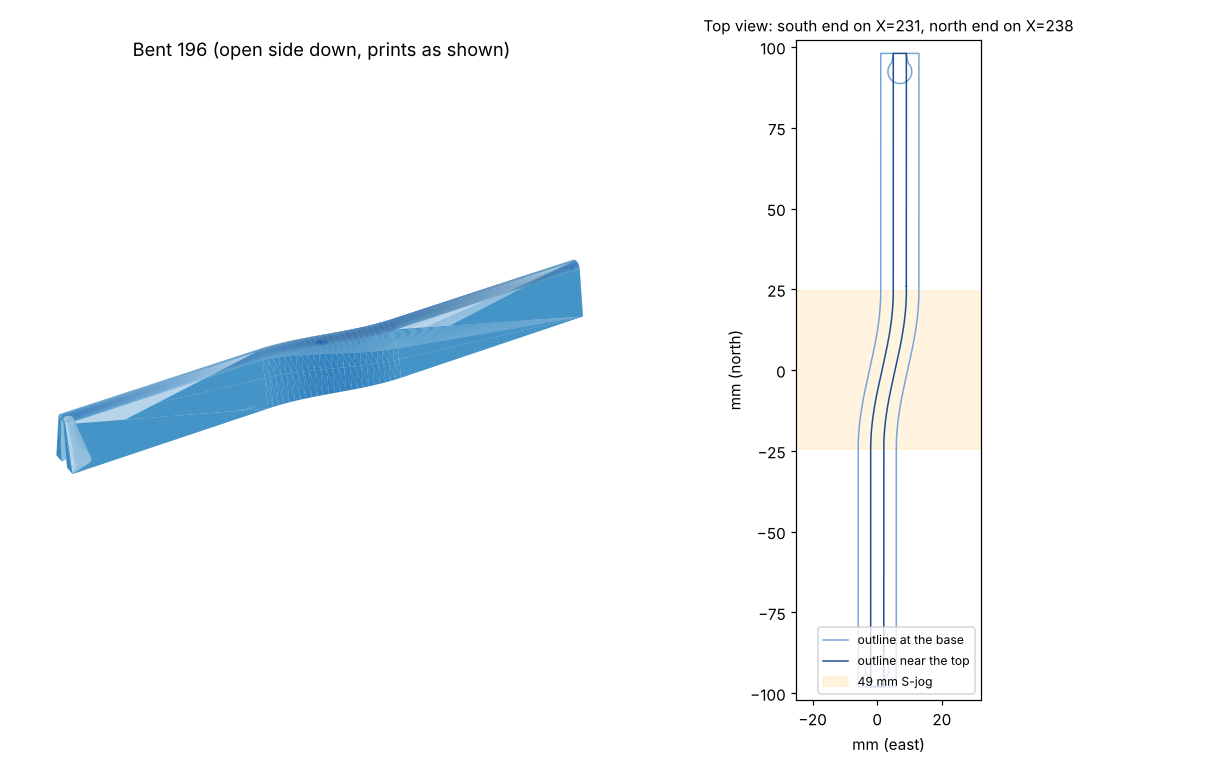 Bent 196 (open side down, prints as shown)
Top view: south end on X=231, north end on X=238
100
75
50
25
0
−25
−50
−75
−100
mm (north)
−20
0
20
mm (east)
outline at the base
outline near the top
49 mm S-jog